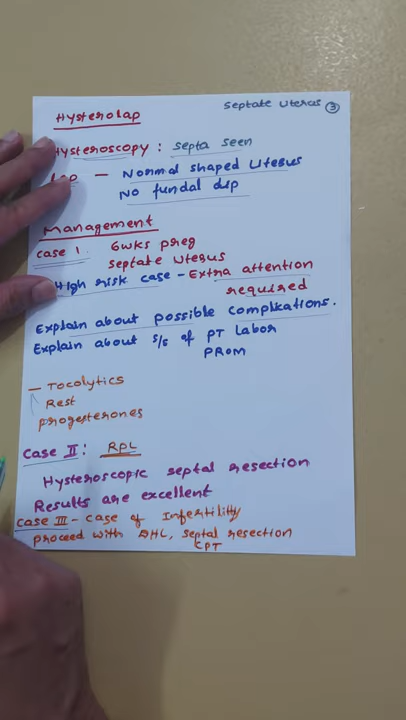 Septate Uterus ③
Hysterolap
Hysteroscopy : septa seen
Lap — Normal shaped Uterus
No fundal dip
Management
case 1. 6wks preg
septate Uterus
High risk case - Extra attention
required
Explain about possible complications.
Explain about s/s of PT Labor
PROM
— Tocolytics
Rest
progesterones
Case II : RPL
Hysteroscopic septal resection
Results are excellent
case III - case of Infertility
proceed with DHL, septal resection
CPT